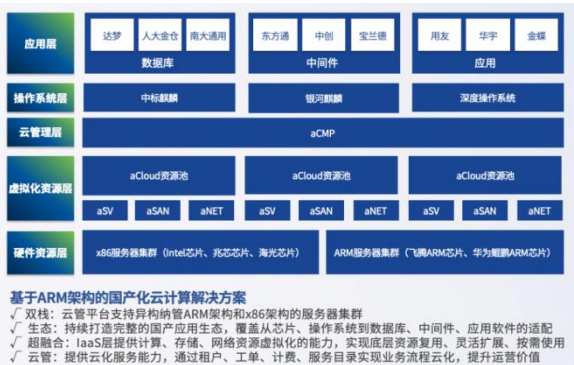 应用层
达梦 人大金仓 南大通用
数据库
东方通 中创 宝兰德
中间件
用友 华宇 金蝶
应用
操作系统层 中标麒麟 银河麒麟 深度操作系统
云管理层 aCMP
虚拟化资源层
aCloud资源池 aCloud资源池 aCloud资源池
aSV aSAN aNET aSV aSAN aNET aSV aSAN aNET
硬件资源层 x86服务器集群（Intel芯片、兆芯芯片、海光芯片） ARM服务器集群（飞腾ARM芯片、华为鲲鹏ARM芯片）
基于ARM架构的国产化云计算解决方案
√ 双栈：云管平台支持异构纳管ARM架构和x86架构的服务器集群
√ 生态：持续打造完整的国产应用生态，覆盖从芯片、操作系统到数据库、中间件、应用软件的适配
√ 超融合：IaaS层提供计算、存储、网络资源虚拟化的能力，实现底层资源复用、灵活扩展、按需使用
√ 云管：提供云化服务能力，通过租户、工单、计费、服务目录实现业务流程云化，提升运营价值